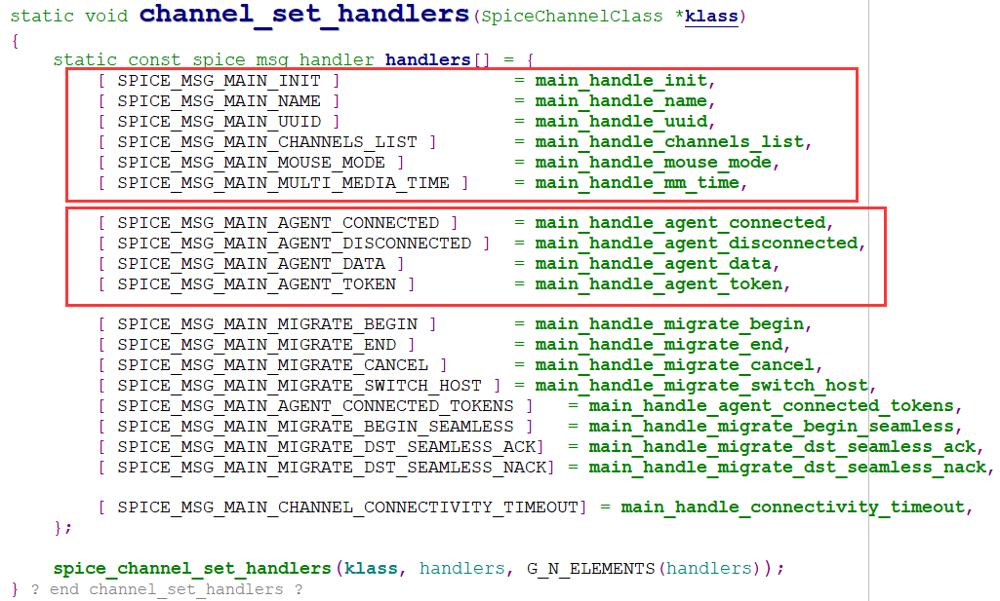 static void channel_set_handlers(SpiceChannelClass *klass)
{
static const spice_msg_handler handlers[] = {
[ SPICE_MSG_MAIN_INIT ] = main_handle_init,
[ SPICE_MSG_MAIN_NAME ] = main_handle_name,
[ SPICE_MSG_MAIN_UUID ] = main_handle_uuid,
[ SPICE_MSG_MAIN_CHANNELS_LIST ] = main_handle_channels_list,
[ SPICE_MSG_MAIN_MOUSE_MODE ] = main_handle_mouse_mode,
[ SPICE_MSG_MAIN_MULTI_MEDIA_TIME ] = main_handle_mm_time,
[ SPICE_MSG_MAIN_AGENT_CONNECTED ] = main_handle_agent_connected,
[ SPICE_MSG_MAIN_AGENT_DISCONNECTED ] = main_handle_agent_disconnected,
[ SPICE_MSG_MAIN_AGENT_DATA ] = main_handle_agent_data,
[ SPICE_MSG_MAIN_AGENT_TOKEN ] = main_handle_agent_token,
[ SPICE_MSG_MAIN_MIGRATE_BEGIN ] = main_handle_migrate_begin,
[ SPICE_MSG_MAIN_MIGRATE_END ] = main_handle_migrate_end,
[ SPICE_MSG_MAIN_MIGRATE_CANCEL ] = main_handle_migrate_cancel,
[ SPICE_MSG_MAIN_MIGRATE_SWITCH_HOST ] = main_handle_migrate_switch_host,
[ SPICE_MSG_MAIN_AGENT_CONNECTED_TOKENS ] = main_handle_agent_connected_tokens,
[ SPICE_MSG_MAIN_MIGRATE_BEGIN_SEAMLESS ] = main_handle_migrate_begin_seamless,
[ SPICE_MSG_MAIN_MIGRATE_DST_SEAMLESS_ACK] = main_handle_migrate_dst_seamless_ack,
[ SPICE_MSG_MAIN_MIGRATE_DST_SEAMLESS_NACK] = main_handle_migrate_dst_seamless_nack,
[ SPICE_MSG_MAIN_CHANNEL_CONNECTIVITY_TIMEOUT] = main_handle_connectivity_timeout,
};
spice_channel_set_handlers(klass, handlers, G_N_ELEMENTS(handlers));
} ? end channel_set_handlers ?